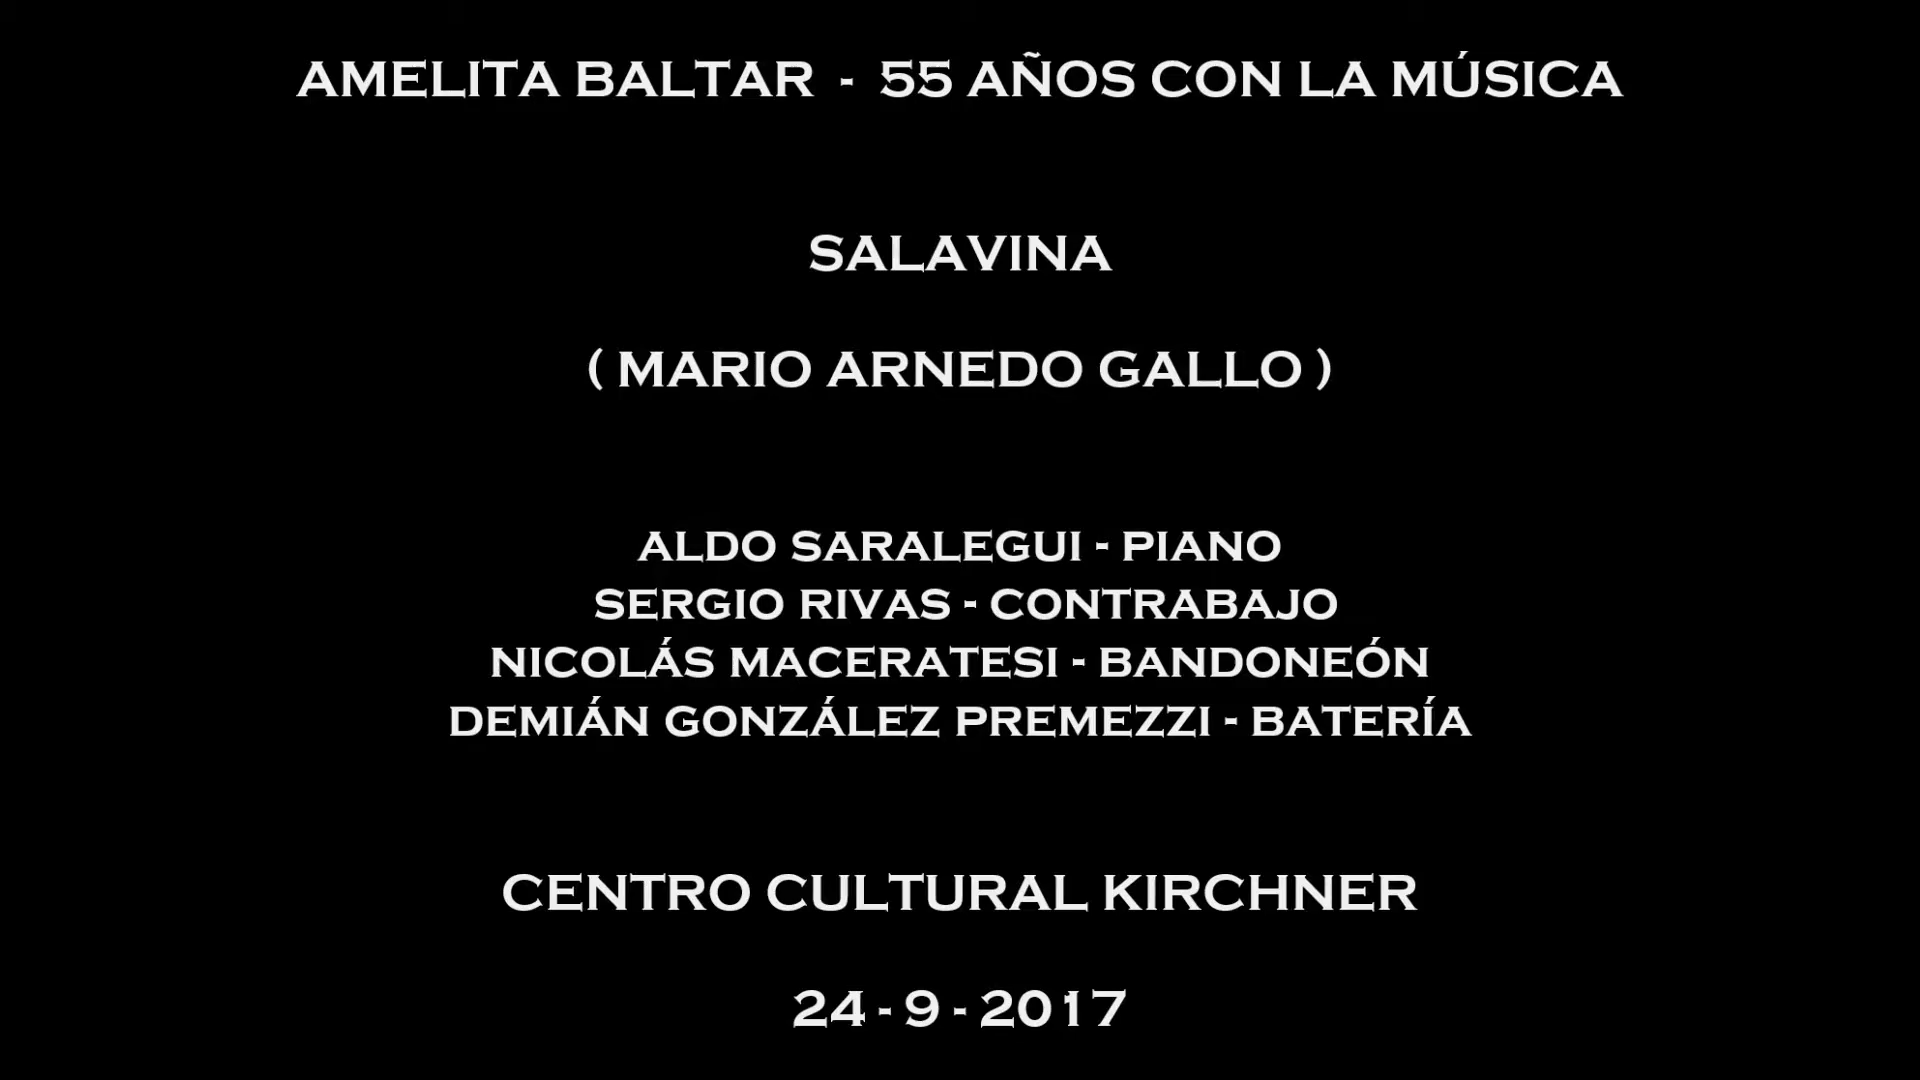 AMELITA BALTAR - 55 AÑOS CON LA MÚSICA
SALAVINA
( MARIO ARNEDO GALLO )
ALDO SARALEGUI - PIANO
SERGIO RIVAS - CONTRABAJO
NICOLÁS MACERATESI - BANDONEÓN
DEMIÁN GONZÁLEZ PREMEZZI - BATERÍA
CENTRO CULTURAL KIRCHNER
24 - 9 - 2017